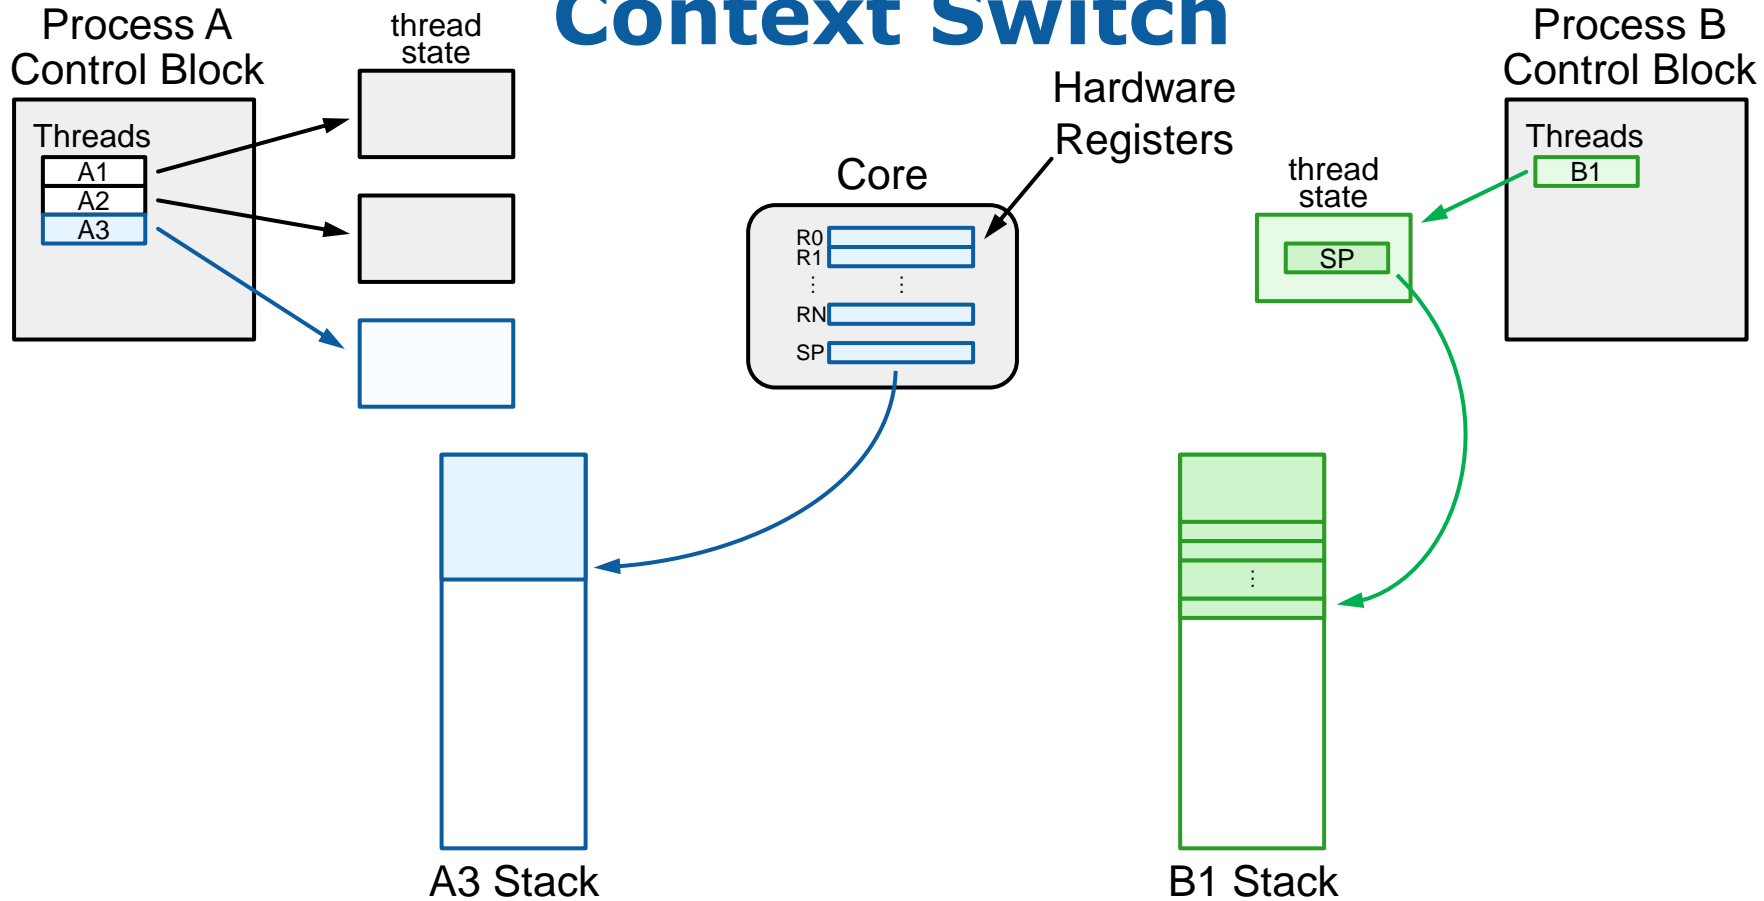 Context Switch
Process A
Control Block
Threads
A1
A2
A3
thread
state
Hardware
Registers
Core
R0
R1
⋮ ⋮
RN
SP
thread
state
SP
Process B
Control Block
Threads
B1
⋮
A3 Stack
B1 Stack